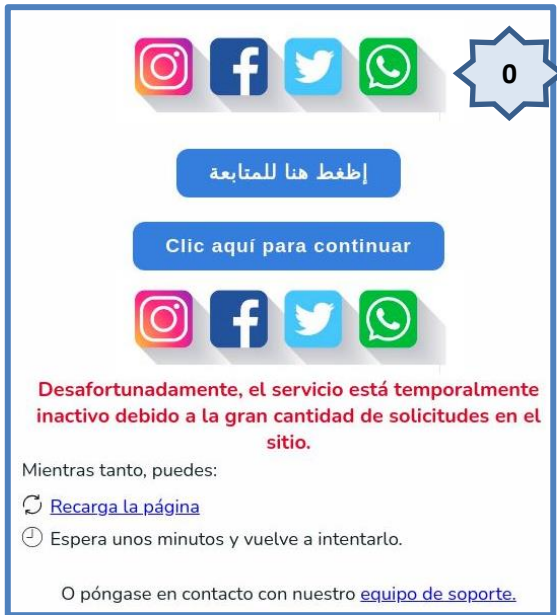 0
إظغط هنا للمتابعة
Clic aquí para continuar
Desafortunadamente, el servicio está temporalmente
inactivo debido a la gran cantidad de solicitudes en el
sitio.
Mientras tanto, puedes:
Recarga la página
Espera unos minutos y vuelve a intentarlo.
O póngase en contacto con nuestro equipo de soporte.